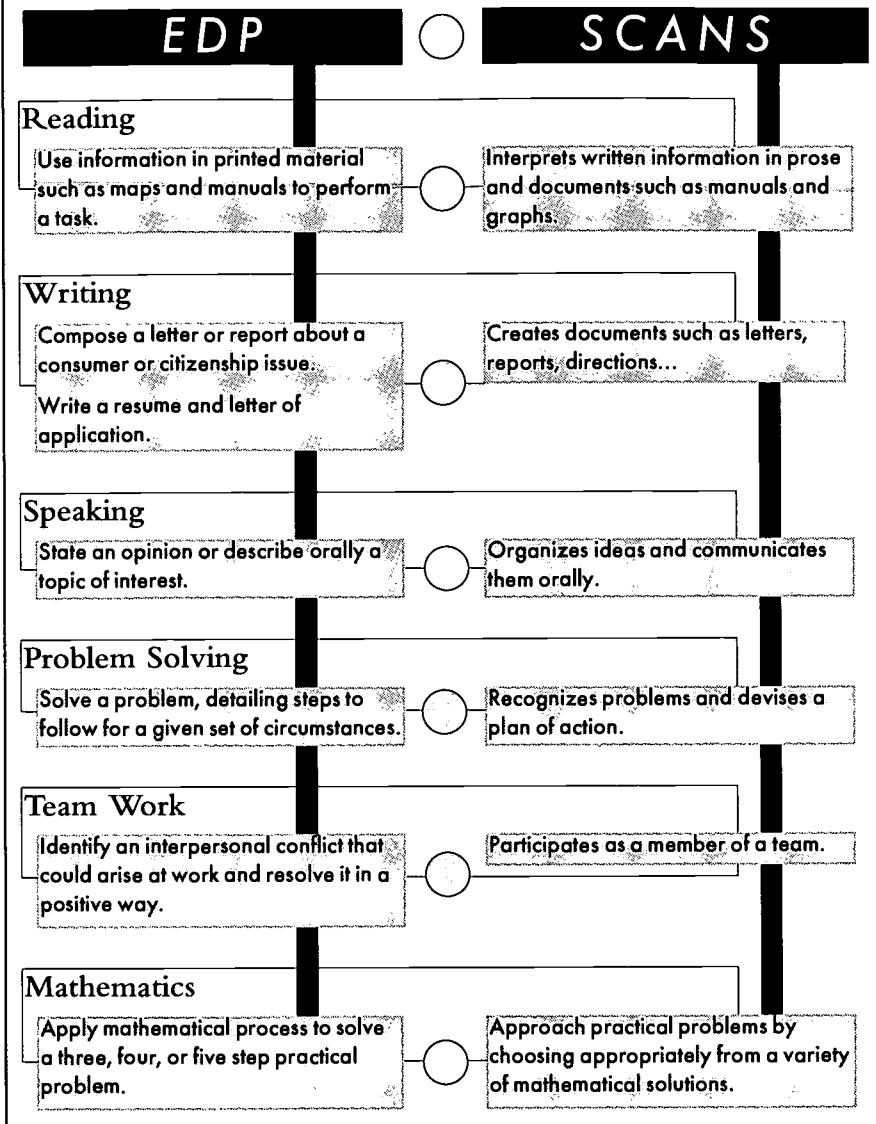 EDP
SCANS
Reading
Use information in printed material
such as maps and manuals to perform
a task.
Interprets written information in prose
and documents such as manuals and
graphs.
Writing
Compose a letter or report about a
consumer or citizenship issue.
Write a resume and letter of
application.
Creates documents such as letters,
reports, directions...
Speaking
State an opinion or describe orally a
topic of interest.
Organizes ideas and communicates
them orally.
Problem Solving
Solve a problem, detailing steps to
follow for a given set of circumstances.
Recognizes problems and devises a
plan of action.
Team Work
Identify an interpersonal conflict that
could arise at work and resolve it in a
positive way.
Participates as a member of a team.
Mathematics
Apply mathematical process to solve
a three, four, or five step practical
problem.
Approach practical problems by
choosing appropriately from a variety
of mathematical solutions.